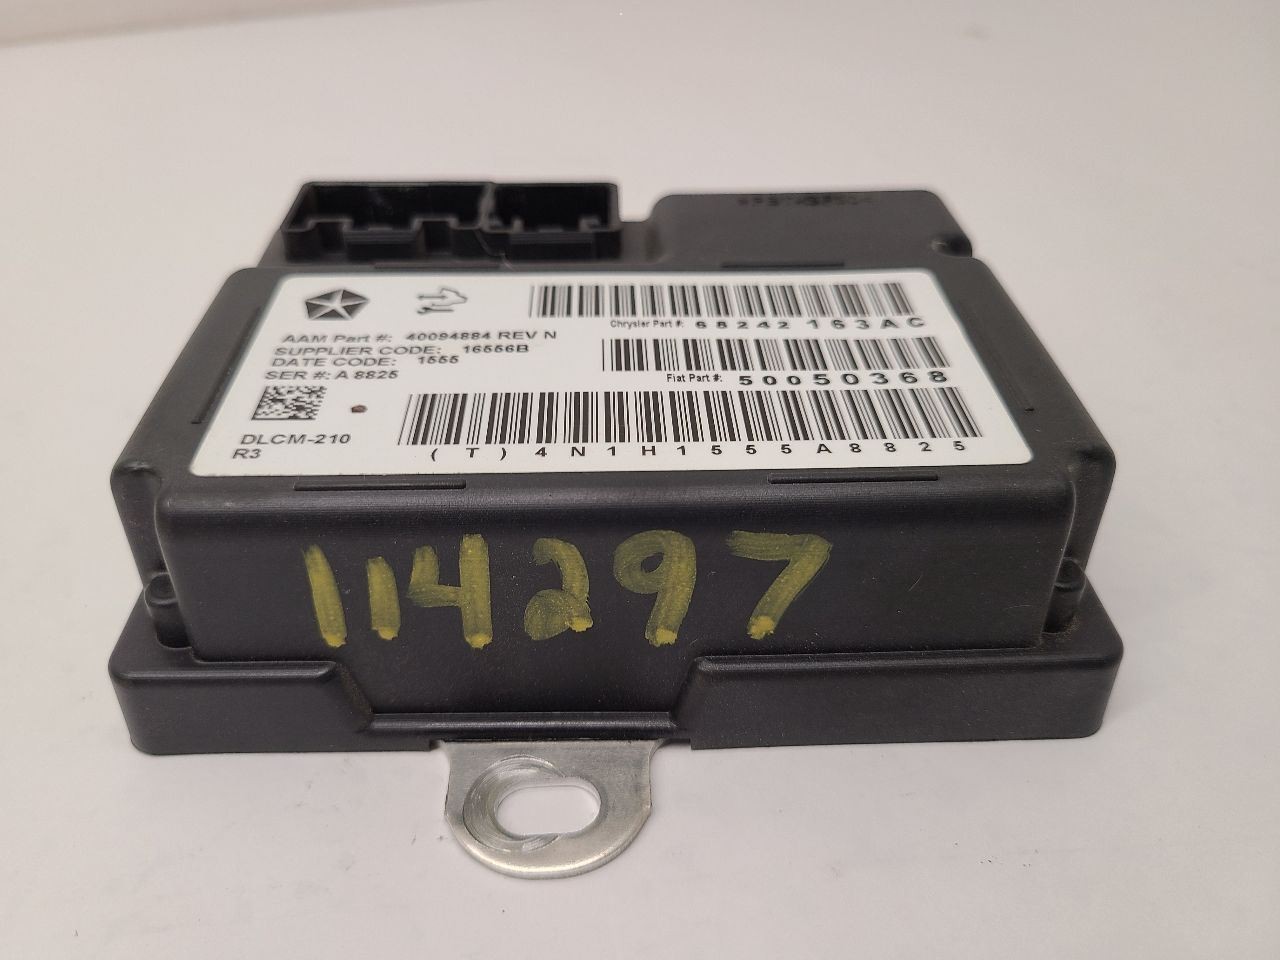 AAM Part #: 40094884 REV N
SUPPLIER CODE: 16556B
DATE CODE: 1555
SER #: A 8825
DLCM-210
R3
Chrysler Part #: 68242163AC
Fiat Part #: 50050368
(T)4N1H1555A8825
114297